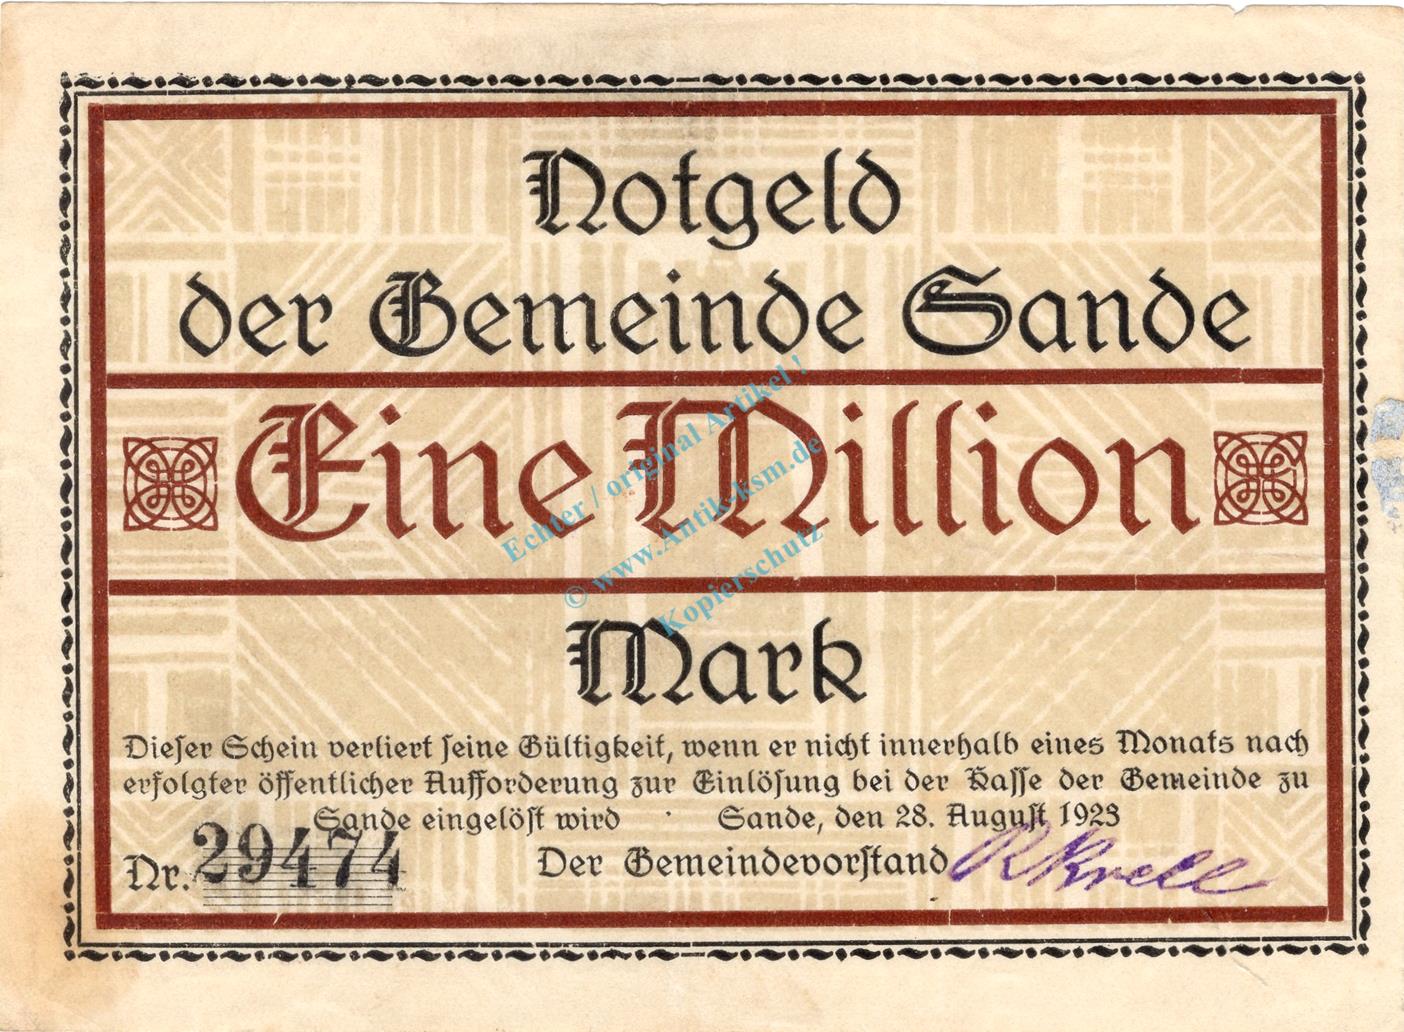 Notgeld
der Gemeinde Sande
Eine Million
Mark
Dieser Schein verliert seine Gültigkeit, wenn er nicht innerhalb eines Monats nach
erfolgter öffentlicher Aufforderung zur Einlösung bei der Kasse der Gemeinde zu
Sande eingelöst wird · Sande, den 28. August 1923
Nr. 29474 Der Gemeindevorstand R Krell
Echter / original Artikel !
© www.Antik-ksm.de
Kopierschutz